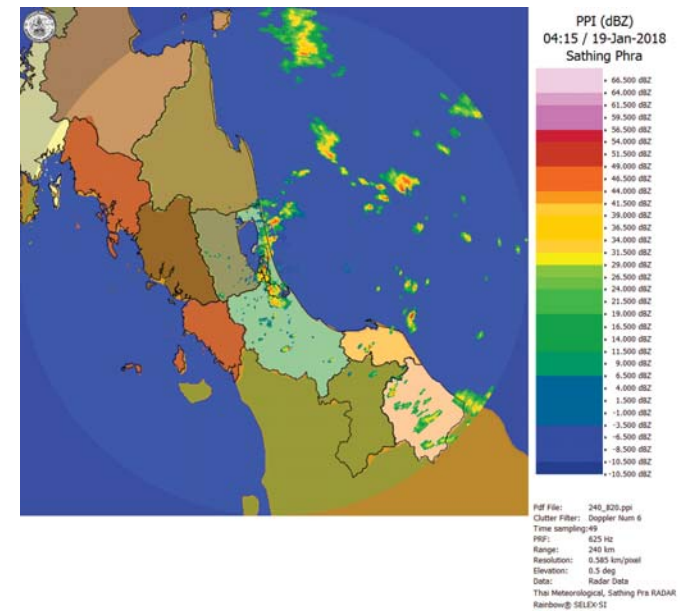 PPI (dBZ)
04:15 / 19-Jan-2018
Sathing Phra
66.500 dBZ
64.000 dBZ
61.500 dBZ
59.500 dBZ
56.500 dBZ
54.000 dBZ
51.500 dBZ
49.000 dBZ
46.500 dBZ
44.000 dBZ
41.500 dBZ
39.000 dBZ
36.500 dBZ
34.000 dBZ
31.500 dBZ
29.000 dBZ
26.500 dBZ
24.000 dBZ
21.500 dBZ
19.000 dBZ
16.500 dBZ
14.000 dBZ
11.500 dBZ
9.000 dBZ
6.500 dBZ
4.000 dBZ
1.500 dBZ
-1.000 dBZ
-3.500 dBZ
-6.500 dBZ
-8.500 dBZ
-10.500 dBZ
-10.500 dBZ
Pdf File: 240_820.ppi
Clutter Filter: Doppler Num 6
Time sampling:49
PRF: 625 Hz
Range: 240 km
Resolution: 0.585 km/pixel
Elevation: 0.5 deg
Data: Radar Data
Thai Meteorological, Sathing Pra RADAR
Rainbow® SELEX-SI